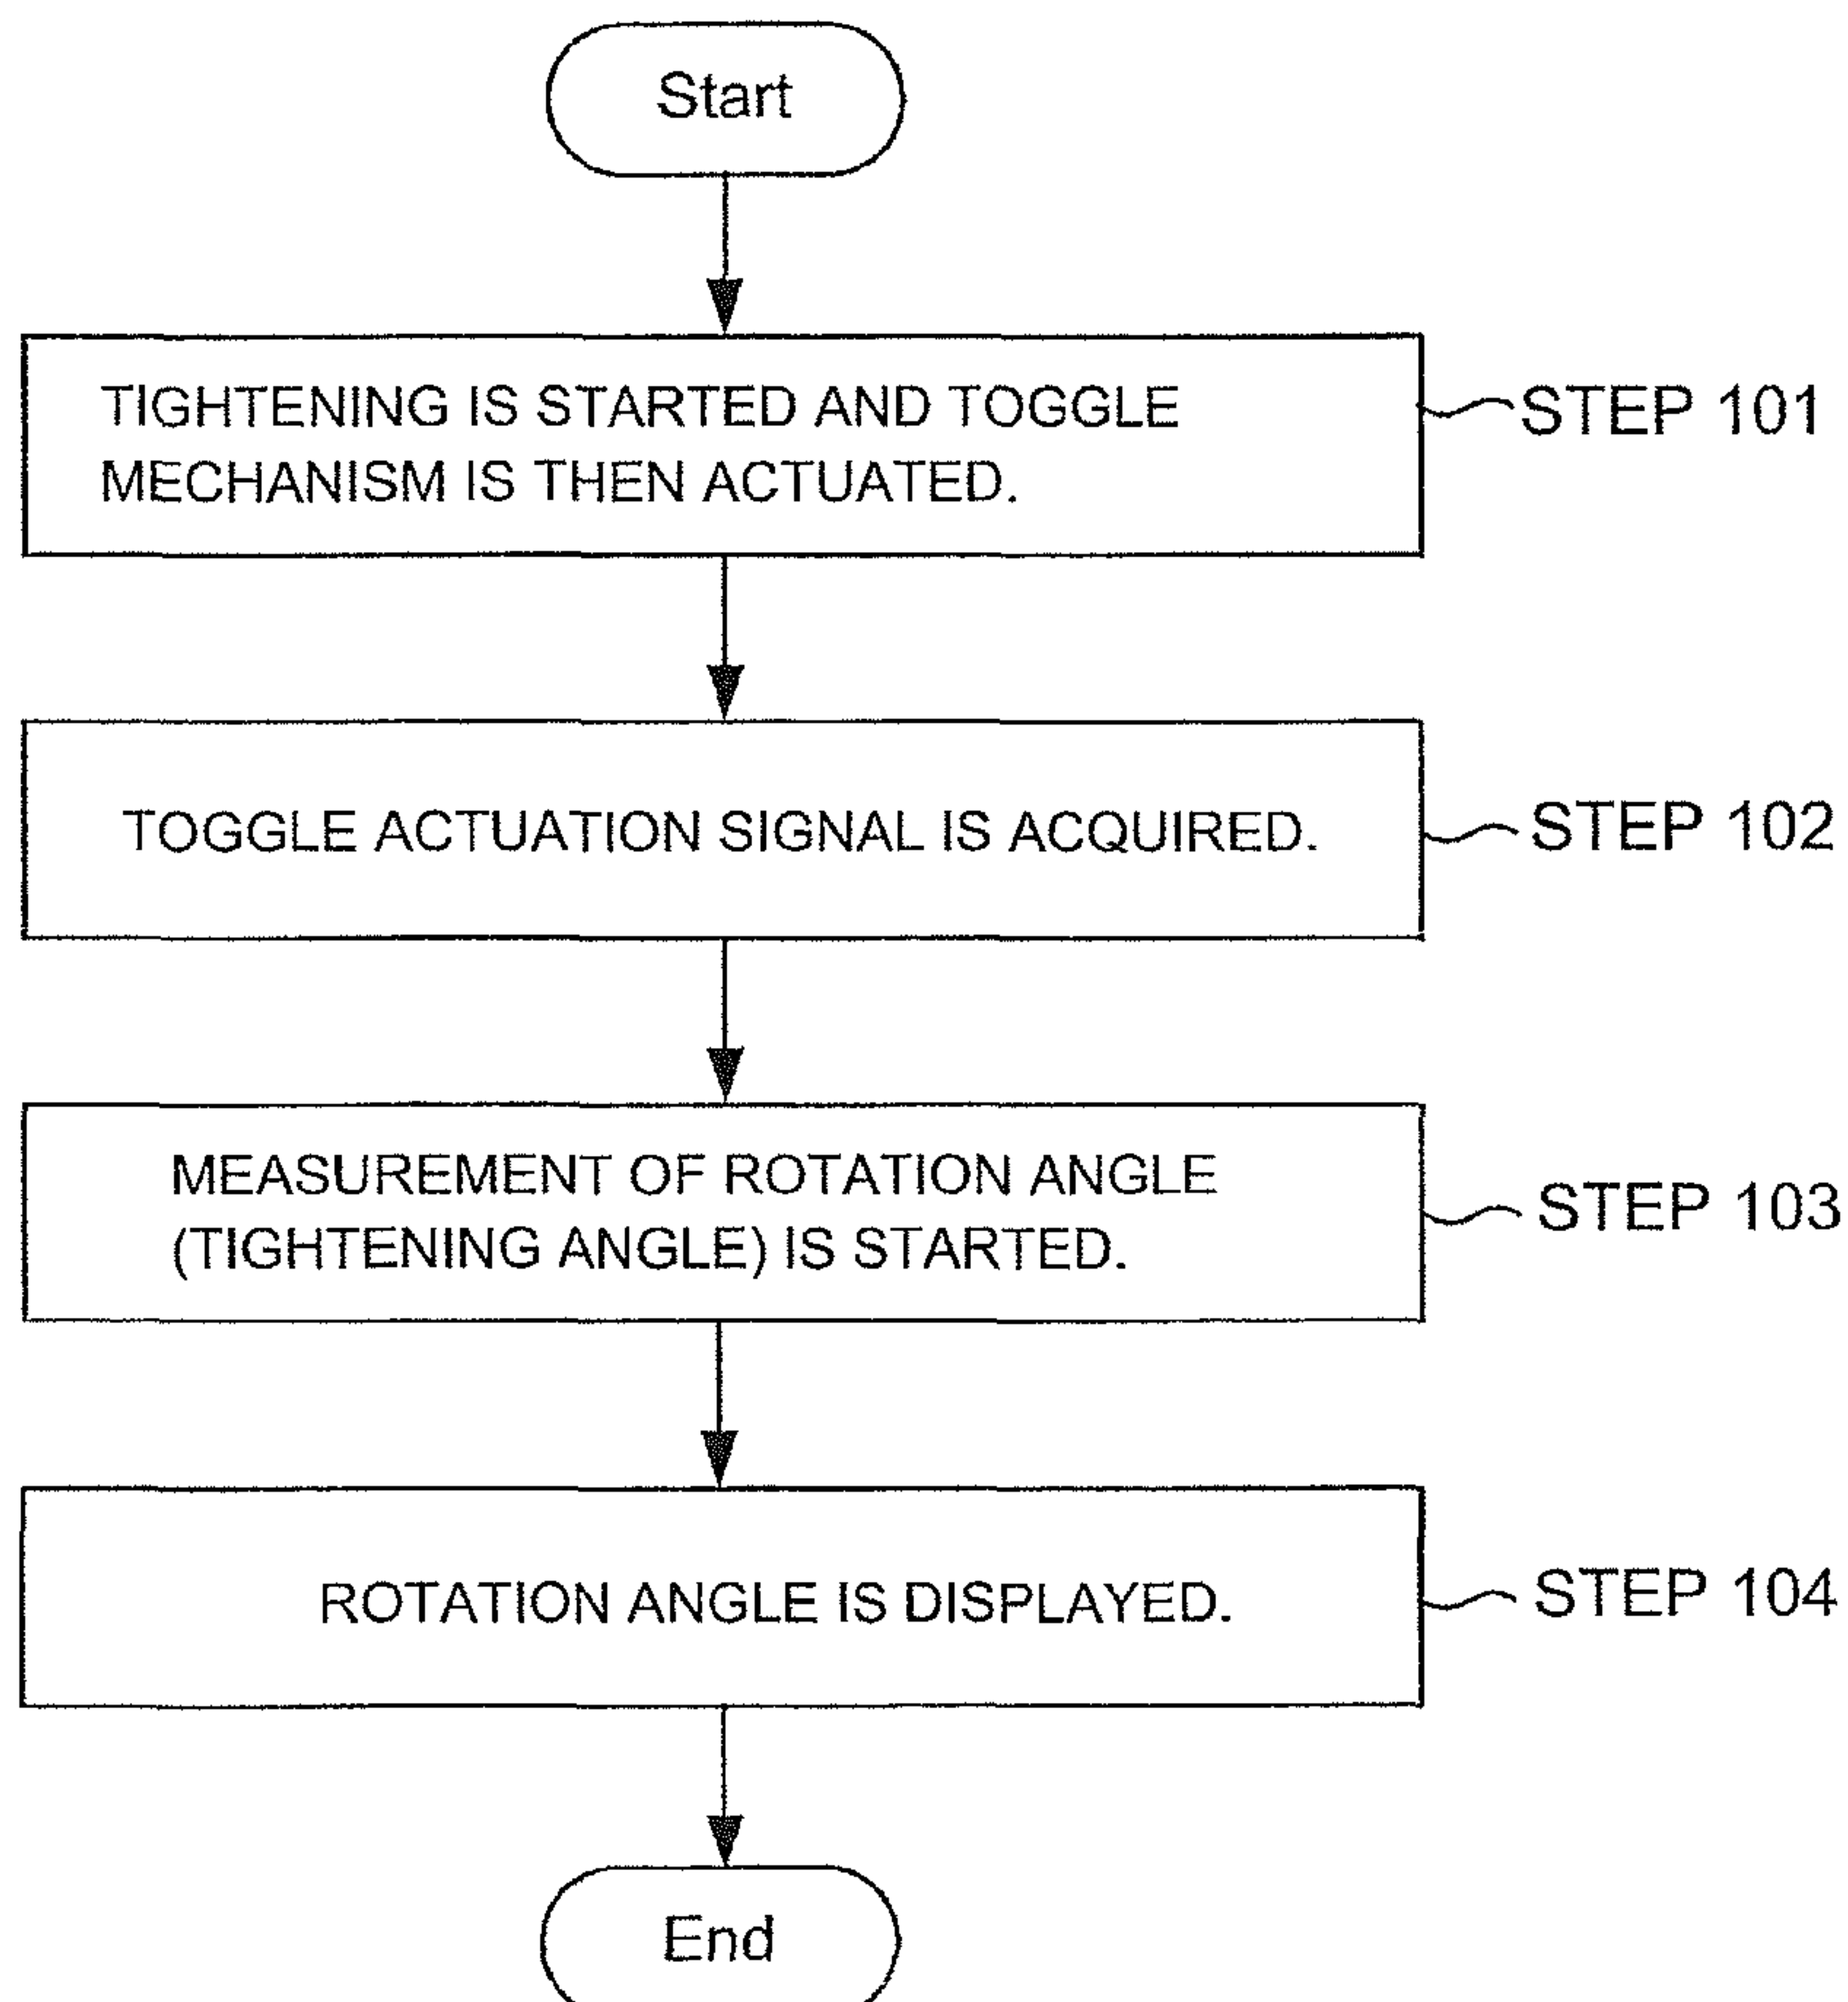 Start
TIGHTENING IS STARTED AND TOGGLE
MECHANISM IS THEN ACTUATED.
STEP 101
TOGGLE ACTUATION SIGNAL IS ACQUIRED.
STEP 102
MEASUREMENT OF ROTATION ANGLE
(TIGHTENING ANGLE) IS STARTED.
STEP 103
ROTATION ANGLE IS DISPLAYED.
STEP 104
End